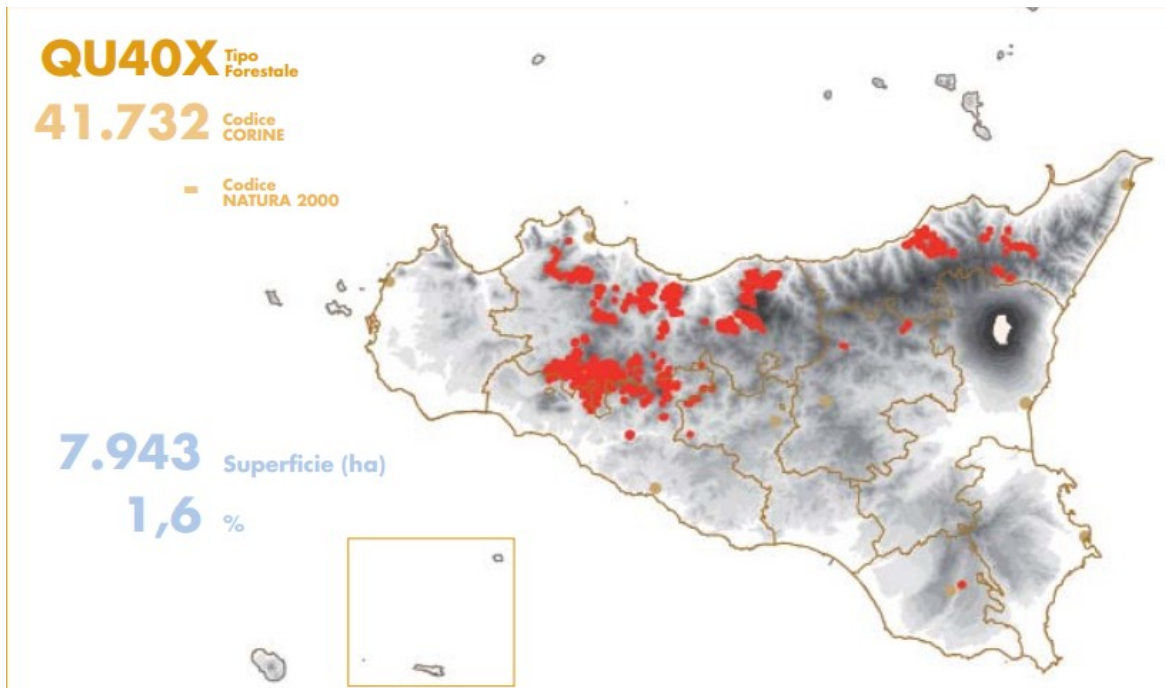 QU40X Tipo Forestale
41.732 Codice CORINE
- Codice NATURA 2000
7.943 Superficie (ha)
1,6 %